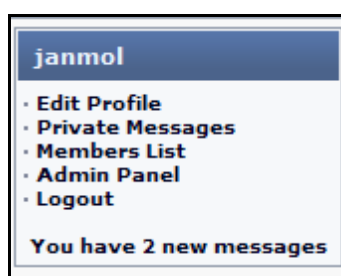 janmol
· Edit Profile
· Private Messages
· Members List
· Admin Panel
· Logout
You have 2 new messages